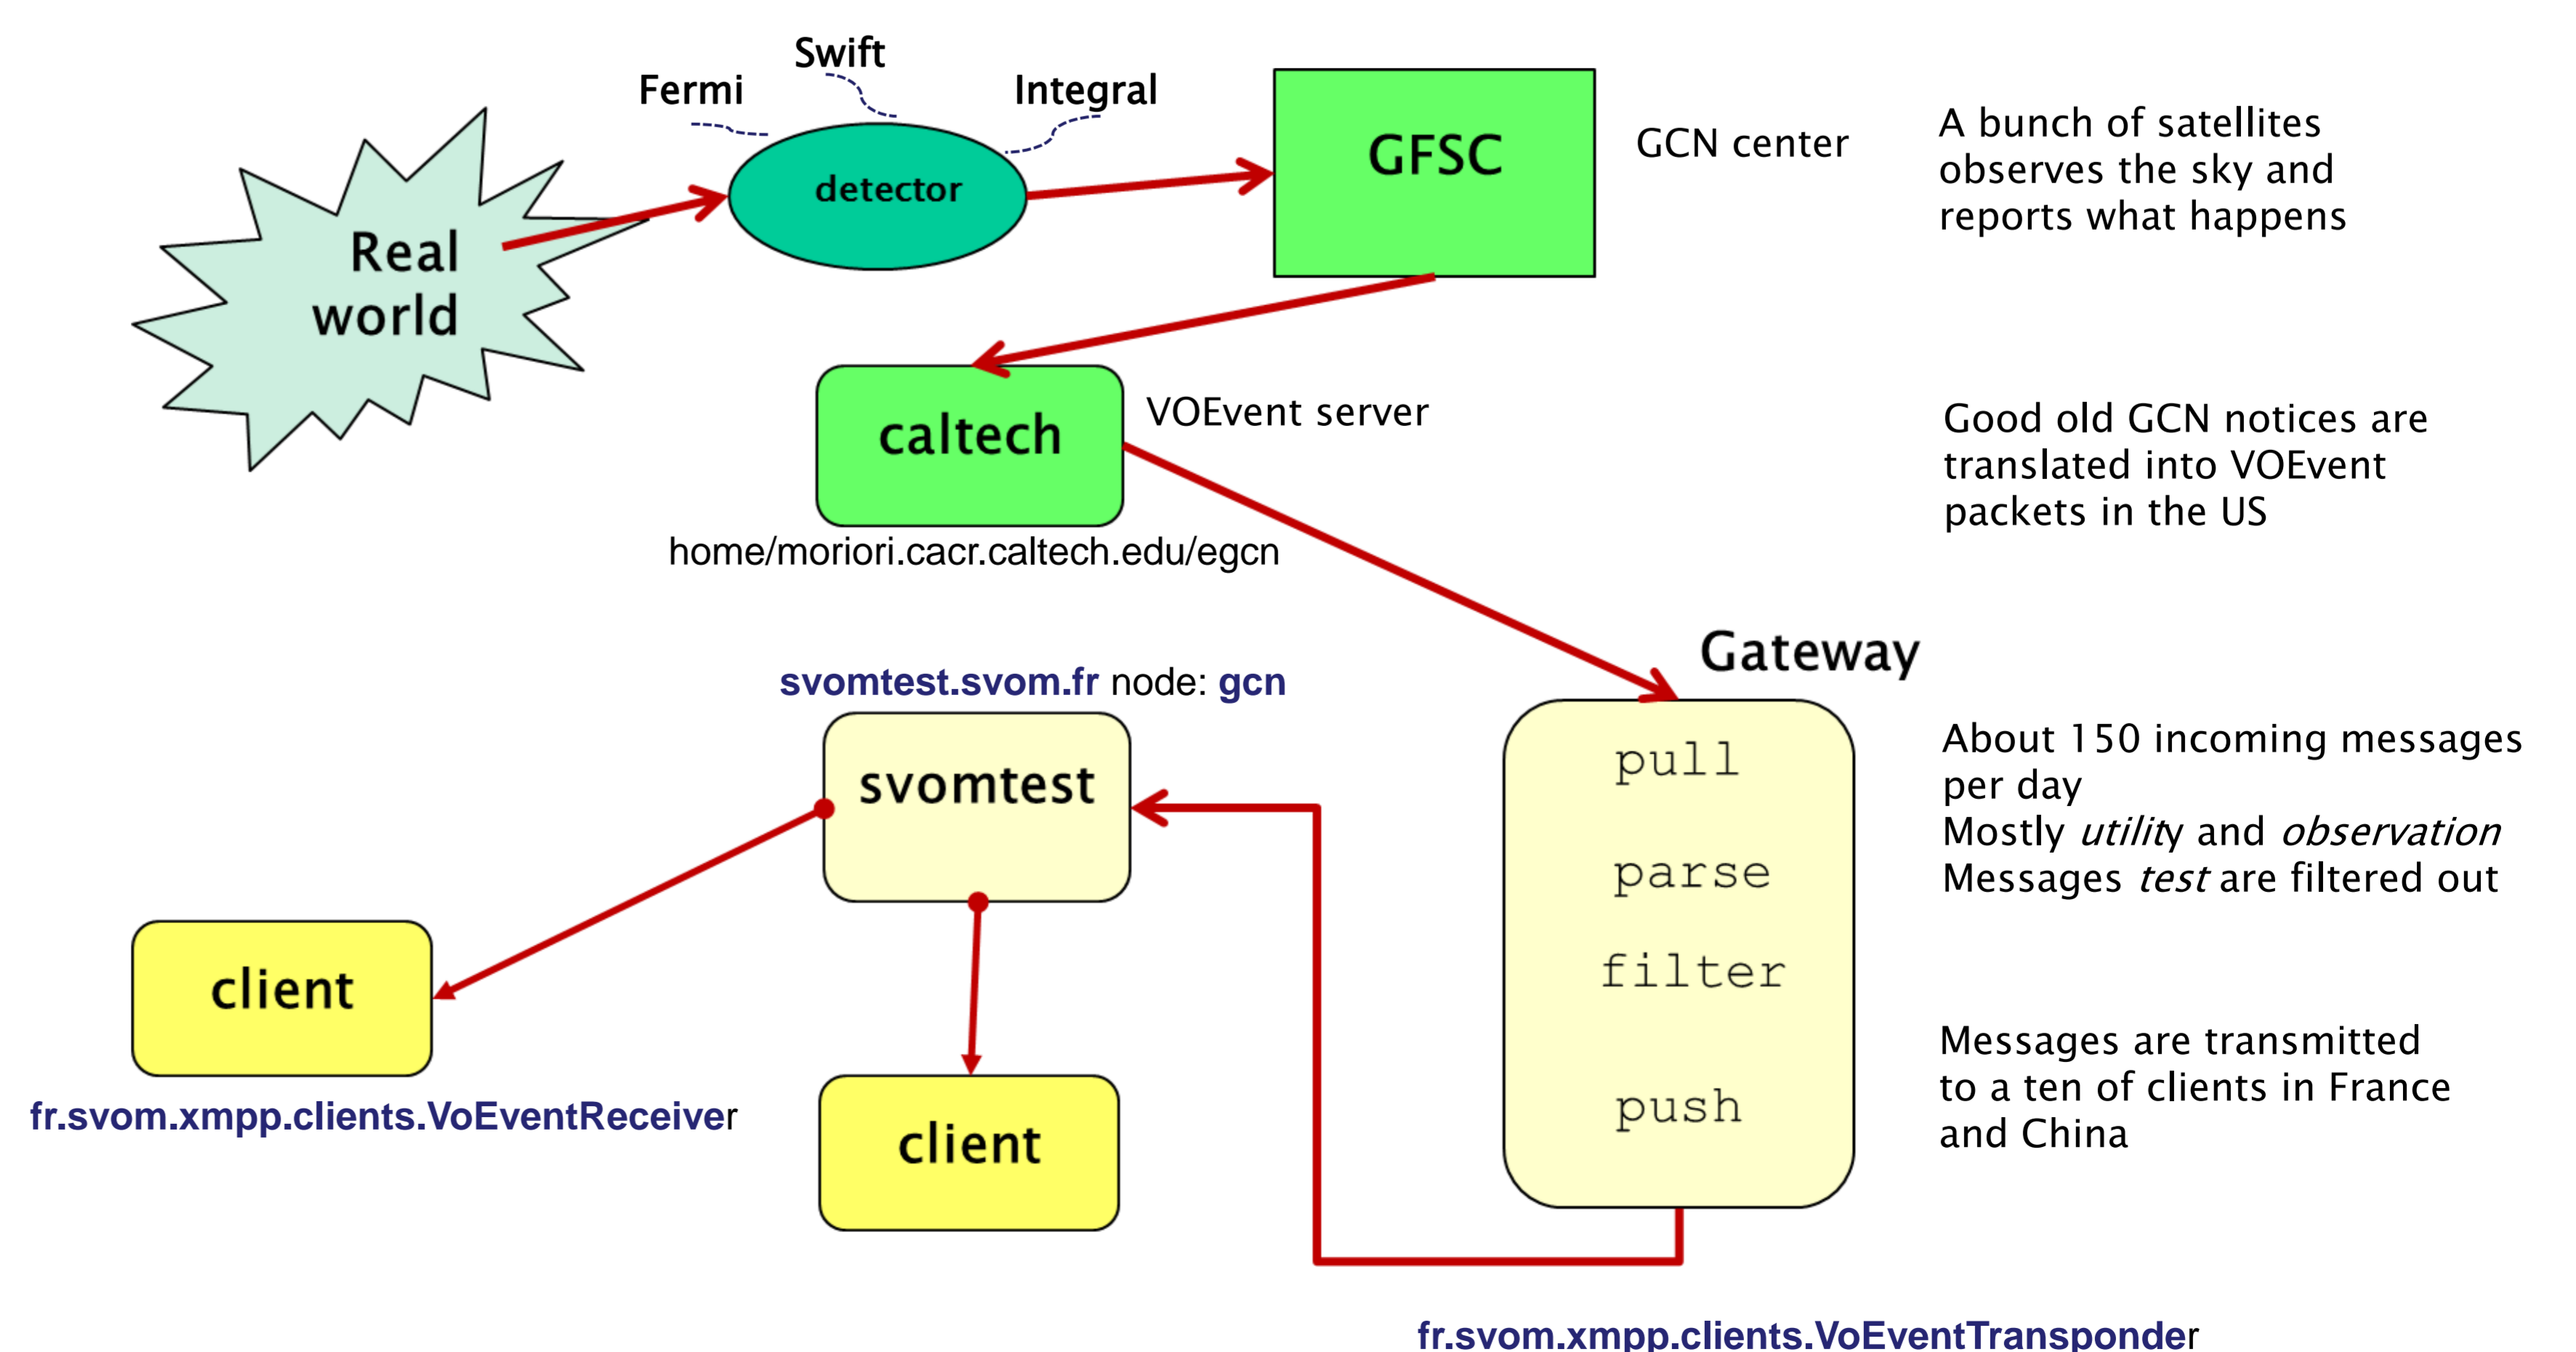 Swift
Fermi
Integral
detector
GFSC
GCN center
A bunch of satellites
observes the sky and
reports what happens
Real
world
caltech
VOEvent server
home/moriori.cacr.caltech.edu/egcn
Good old GCN notices are
translated into VOEvent
packets in the US
Gateway
pull
parse
filter
push
About 150 incoming messages
per day
Mostly utility and observation
Messages test are filtered out
svomtest.svom.fr node: gcn
svomtest
client
fr.svom.xmpp.clients.VoEventReceiver
client
Messages are transmitted
to a ten of clients in France
and China
fr.svom.xmpp.clients.VoEventTransponder